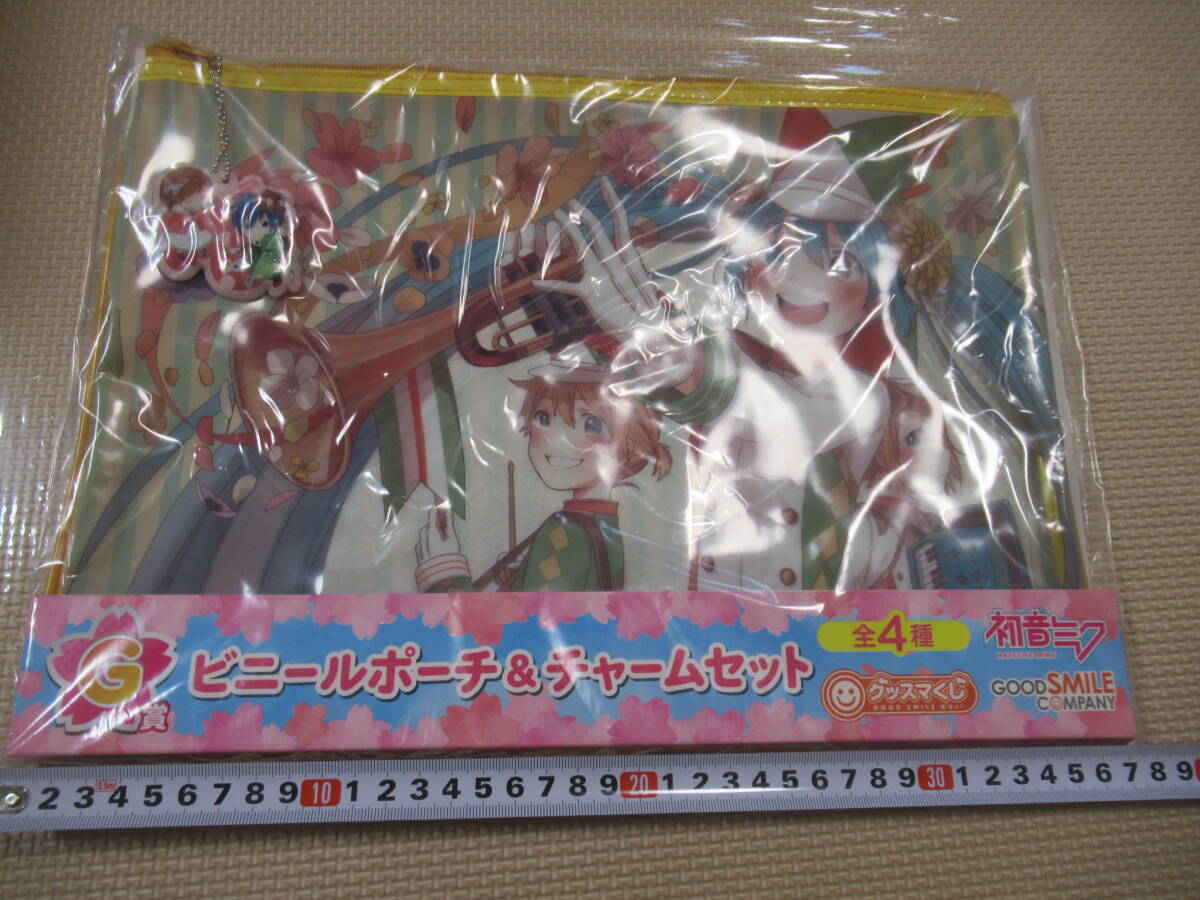 G賞
ビニールポーチ&チャームセット
全4種
初音ミク
HATSUNE MIKU
グッスマくじ
GOOD SMILE KUJI
GOOD SMILE
COMPANY
5.5m
2 3 4 5 6 7 8 9 10 1 2 3 4 5 6 7 8 9 20 1 2 3 4 5 6 7 8 9 30 1 2 3 4 5 6 7 8 9